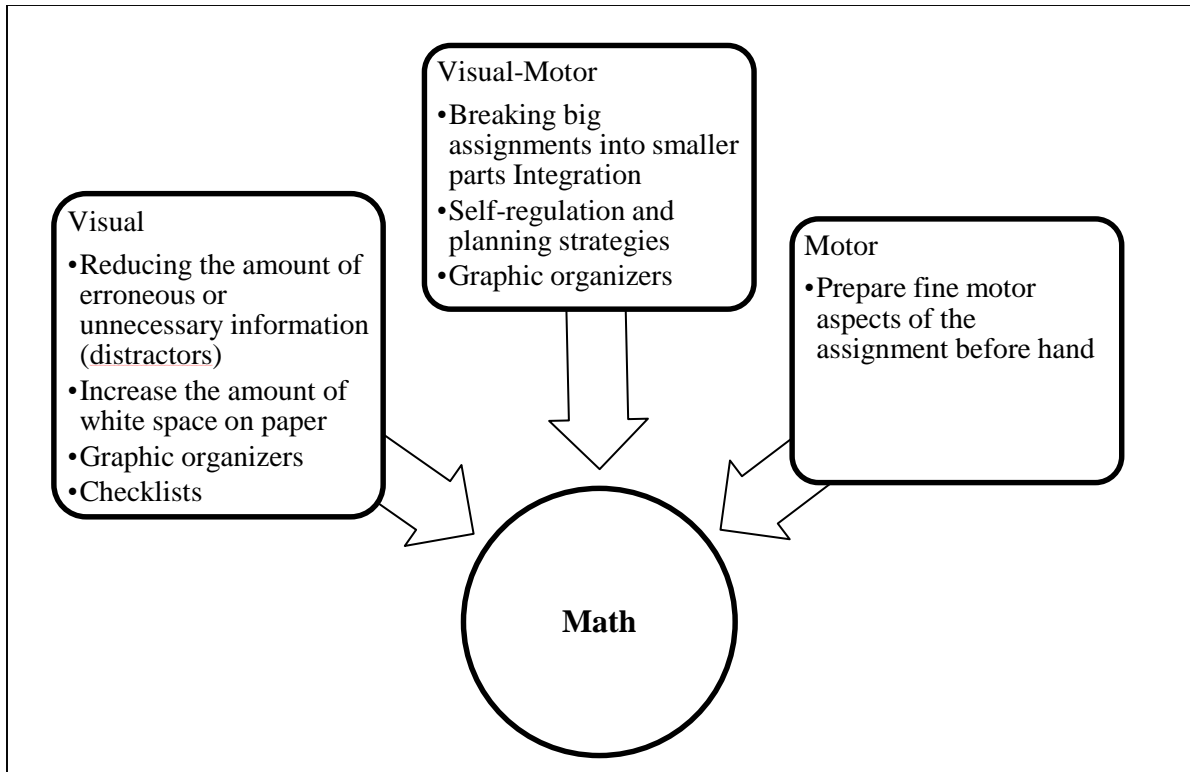 Visual-Motor
•Breaking big
assignments into smaller
parts Integration
•Self-regulation and
planning strategies
•Graphic organizers
Visual
•Reducing the amount of
erroneous or
unnecessary information
(distractors)
•Increase the amount of
white space on paper
•Graphic organizers
•Checklists
Motor
•Prepare fine motor
aspects of the
assignment before hand
Math